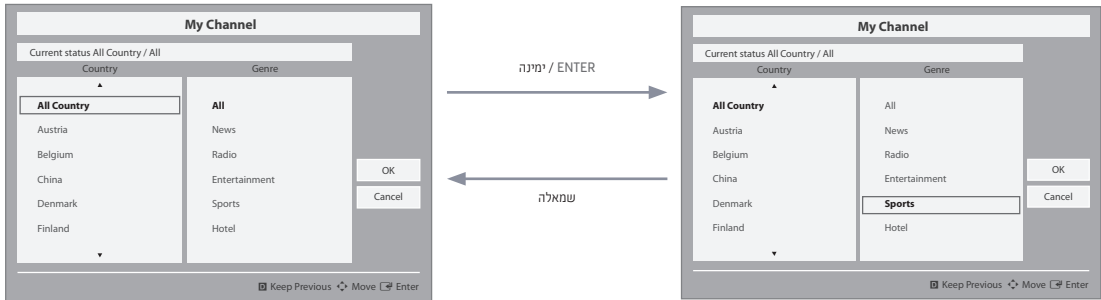 My Channel
Current status All Country / All
Country
Genre
All Country
All
Austria
News
Belgium
Radio
China
Entertainment
Denmark
Sports
Finland
Hotel
OK
Cancel
Keep Previous Move Enter
ימינה / ENTER
שמאלה
My Channel
Current status All Country / All
Country
Genre
All Country
All
Austria
News
Belgium
Radio
China
Entertainment
Denmark
Sports
Finland
Hotel
OK
Cancel
D Keep Previous Move Enter